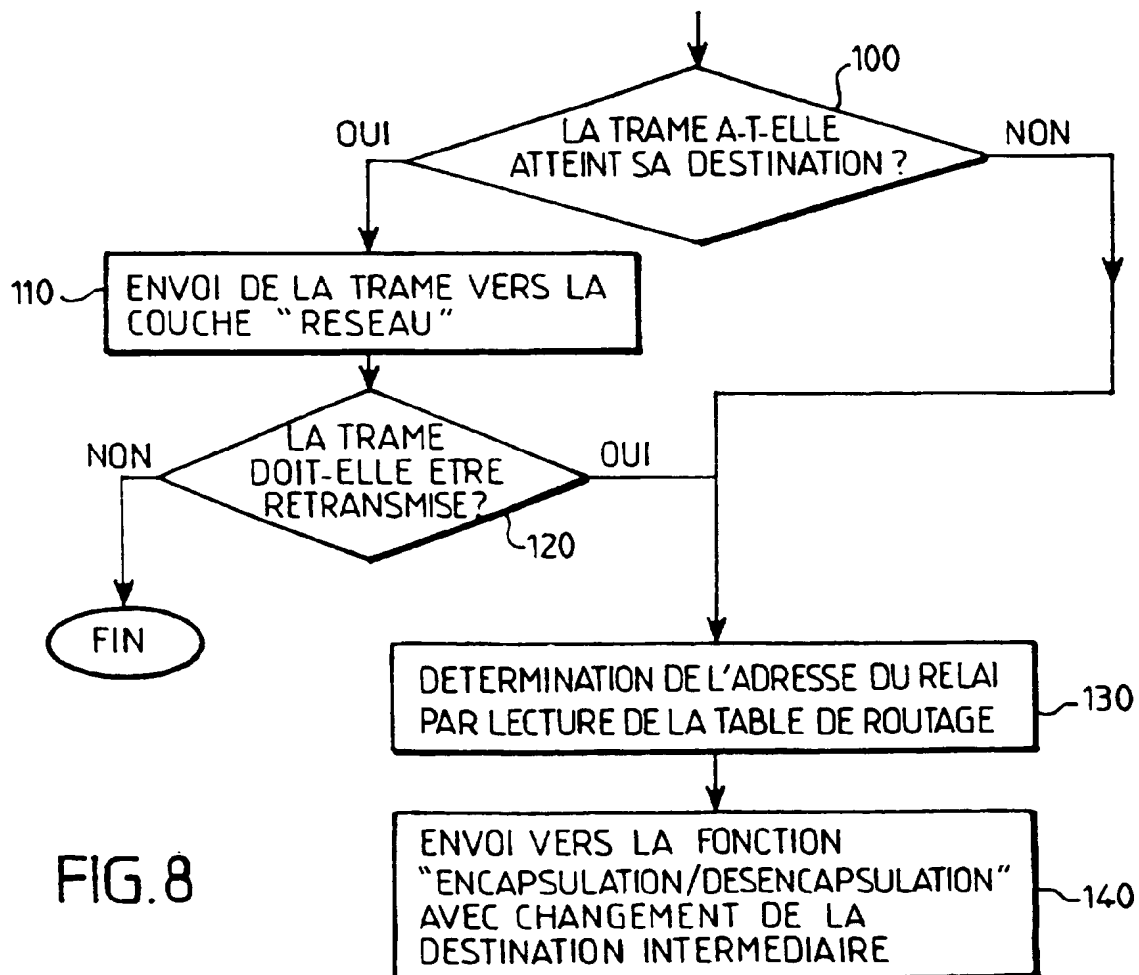 100
LA TRAME A-T-ELLE
ATTEINT SA DESTINATION ?
OUI
NON
110
ENVOI DE LA TRAME VERS LA
COUCHE "RESEAU"
LA TRAME
DOIT-ELLE ETRE
RETRANSMISE?
NON
OUI
120
FIN
DETERMINATION DE L'ADRESSE DU RELAI
PAR LECTURE DE LA TABLE DE ROUTAGE
130
ENVOI VERS LA FONCTION
"ENCAPSULATION/DESENCAPSULATION"
AVEC CHANGEMENT DE LA
DESTINATION INTERMEDIAIRE
140
FIG. 8